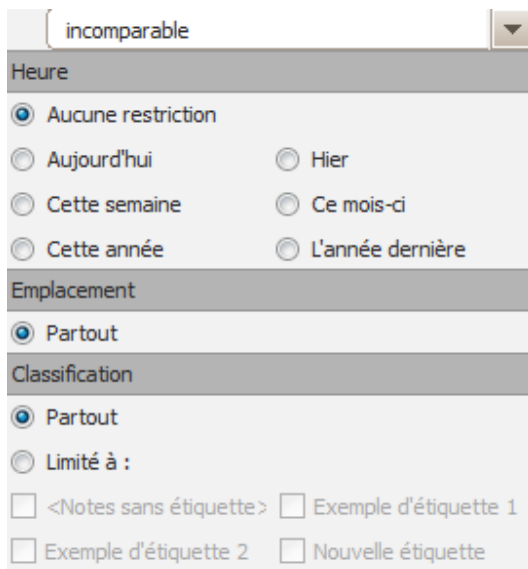 incomparable
Heure
Aucune restriction
Aujourd'hui Hier
Cette semaine Ce mois-ci
Cette année L'année dernière
Emplacement
Partout
Classification
Partout
Limité à :
<Notes sans étiquette> Exemple d'étiquette 1
Exemple d'étiquette 2 Nouvelle étiquette